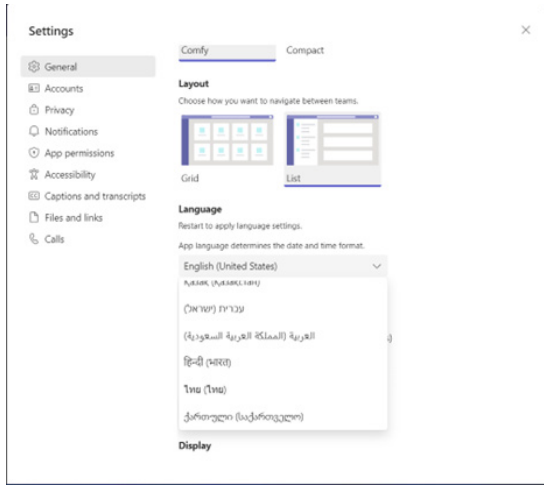 Settings
General
Accounts
Privacy
Notifications
App permissions
Accessibility
Captions and transcripts
Files and links
Calls
Comfy
Compact
Layout
Choose how you want to navigate between teams.
Grid
List
Language
Restart to apply language settings.
App language determines the date and time format.
English (United States)
עברית (ישראל)
العربية (المملكة العربية السعودية)
हिन्दी (भारत)
ไทย (ไทย)
ქართული (საქართველო)
Display